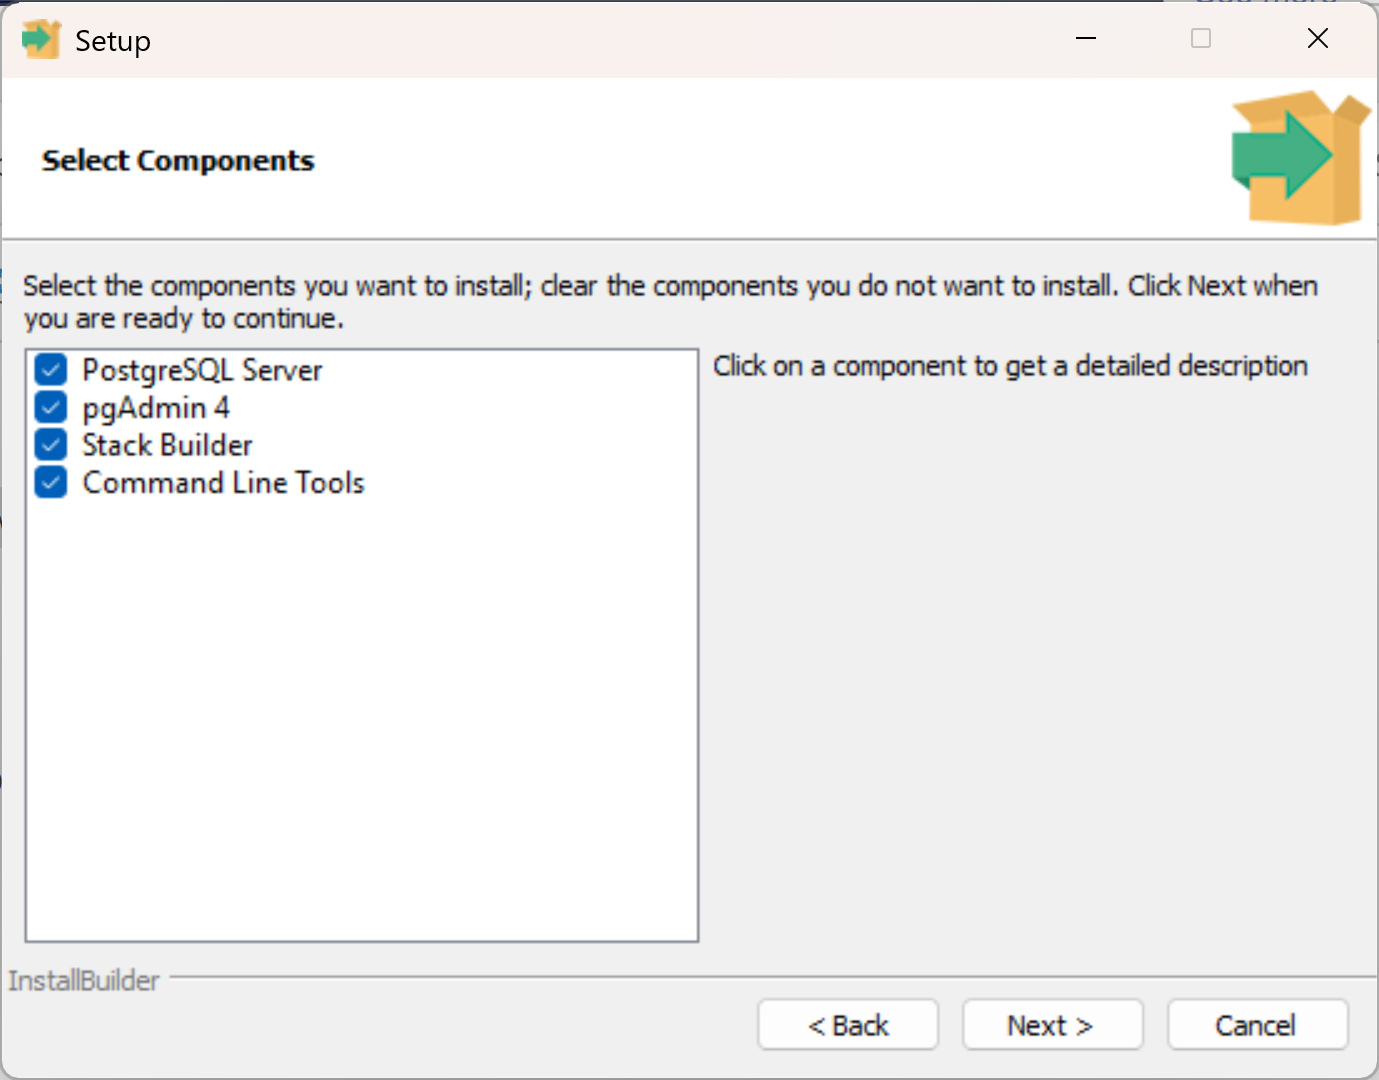 Setup
Select Components
Select the components you want to install; clear the components you do not want to install. Click Next when
you are ready to continue.
PostgreSQL Server
pgAdmin 4
Stack Builder
Command Line Tools
Click on a component to get a detailed description
InstallBuilder
< Back
Next >
Cancel